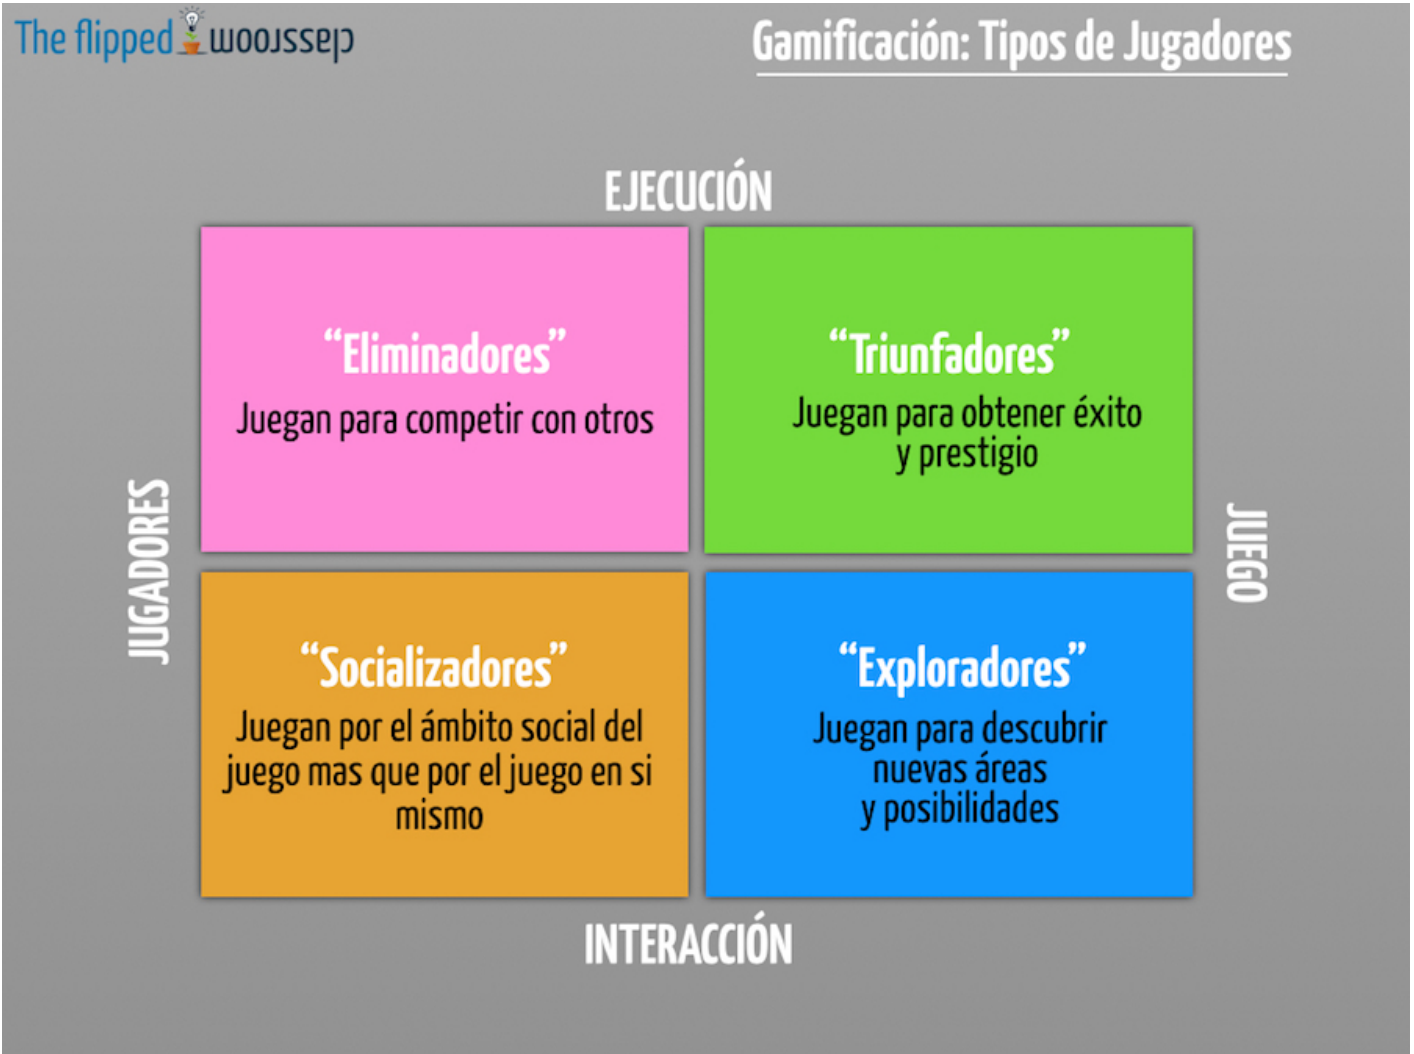 The flipped classroom
Gamificación: Tipos de Jugadores
EJECUCIÓN
“Eliminadores”
Juegan para competir con otros
“Triunfadores”
Juegan para obtener éxito
y prestigio
JUGADORES
JUEGO
“Socializadores”
Juegan por el ámbito social del
juego mas que por el juego en si
mismo
“Exploradores”
Juegan para descubrir
nuevas áreas
y posibilidades
INTERACCIÓN